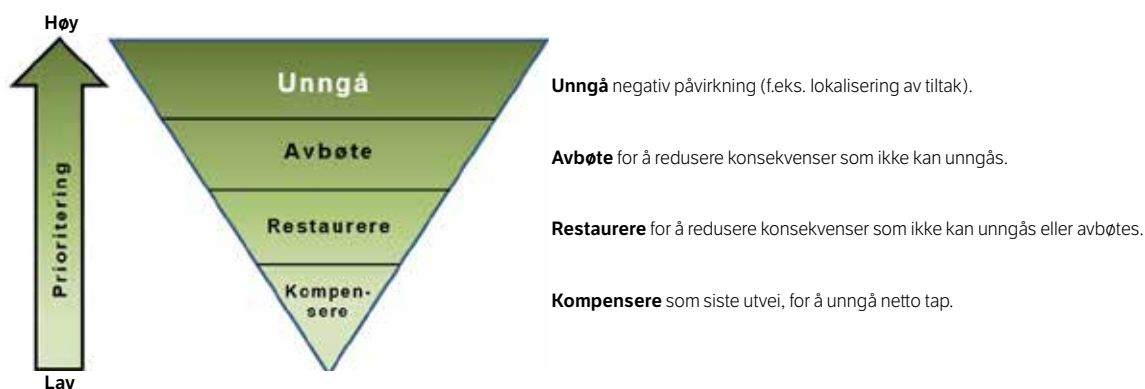 Høy
Prioritering
Lav
Unngå
Avbøte
Restaurere
Kompen-
sere
Unngå negativ påvirkning (f.eks. lokalisering av tiltak).
Avbøte for å redusere konsekvenser som ikke kan unngås.
Restaurere for å redusere konsekvenser som ikke kan unngås eller avbøtes.
Kompensere som siste utvei, for å unngå netto tap.